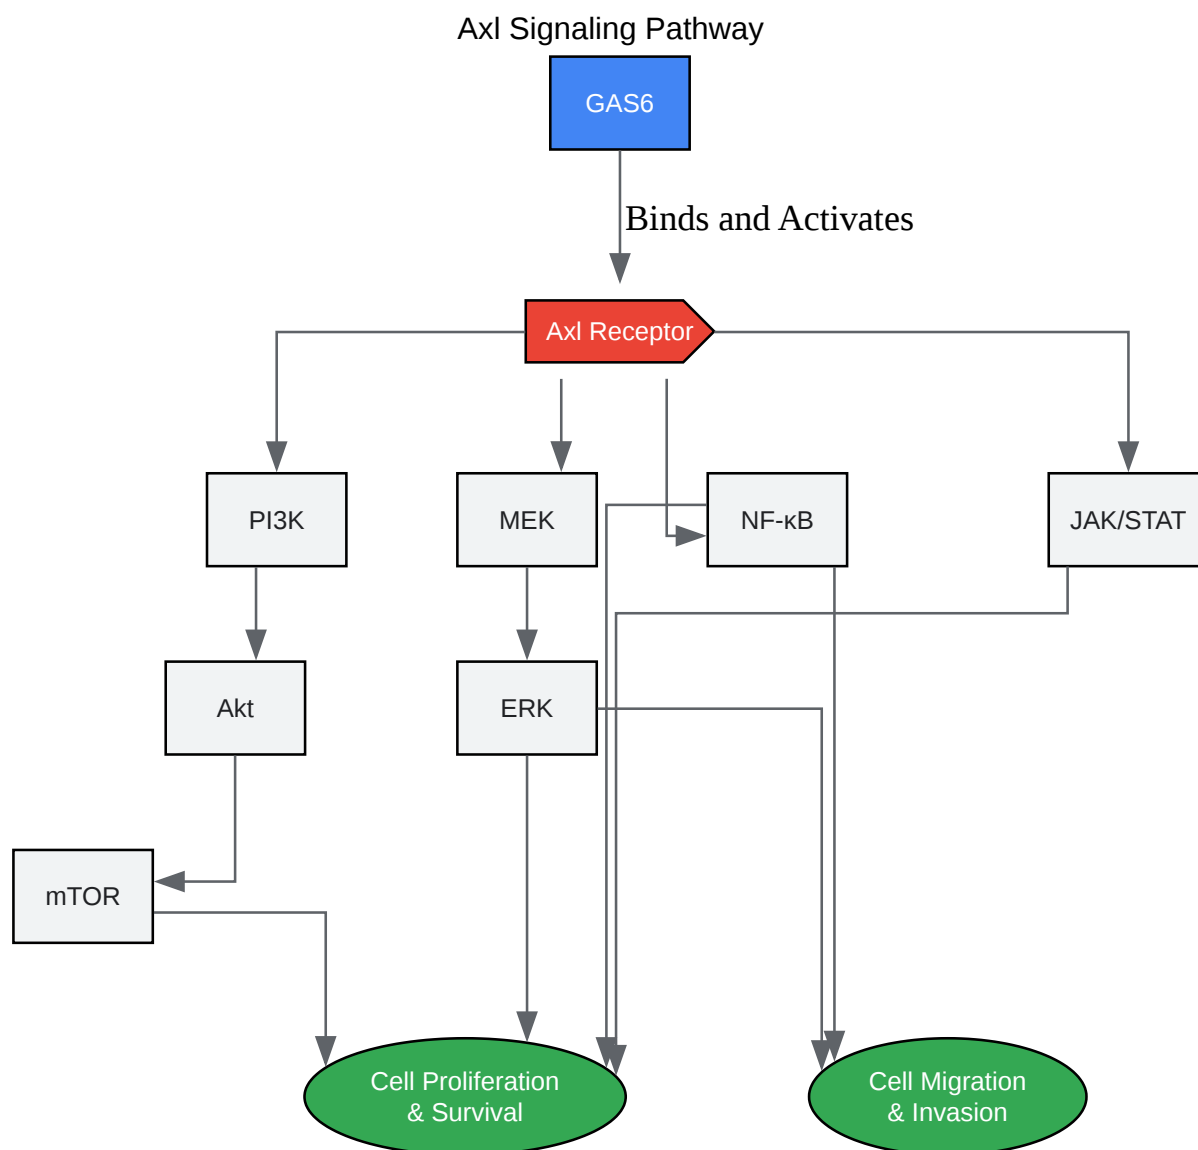 Axl Signaling Pathway
GAS6
Binds and Activates
Axl Receptor
PI3K
MEK
NF-κB
JAK/STAT
Akt
ERK
mTOR
Cell Proliferation
& Survival
Cell Migration
& Invasion